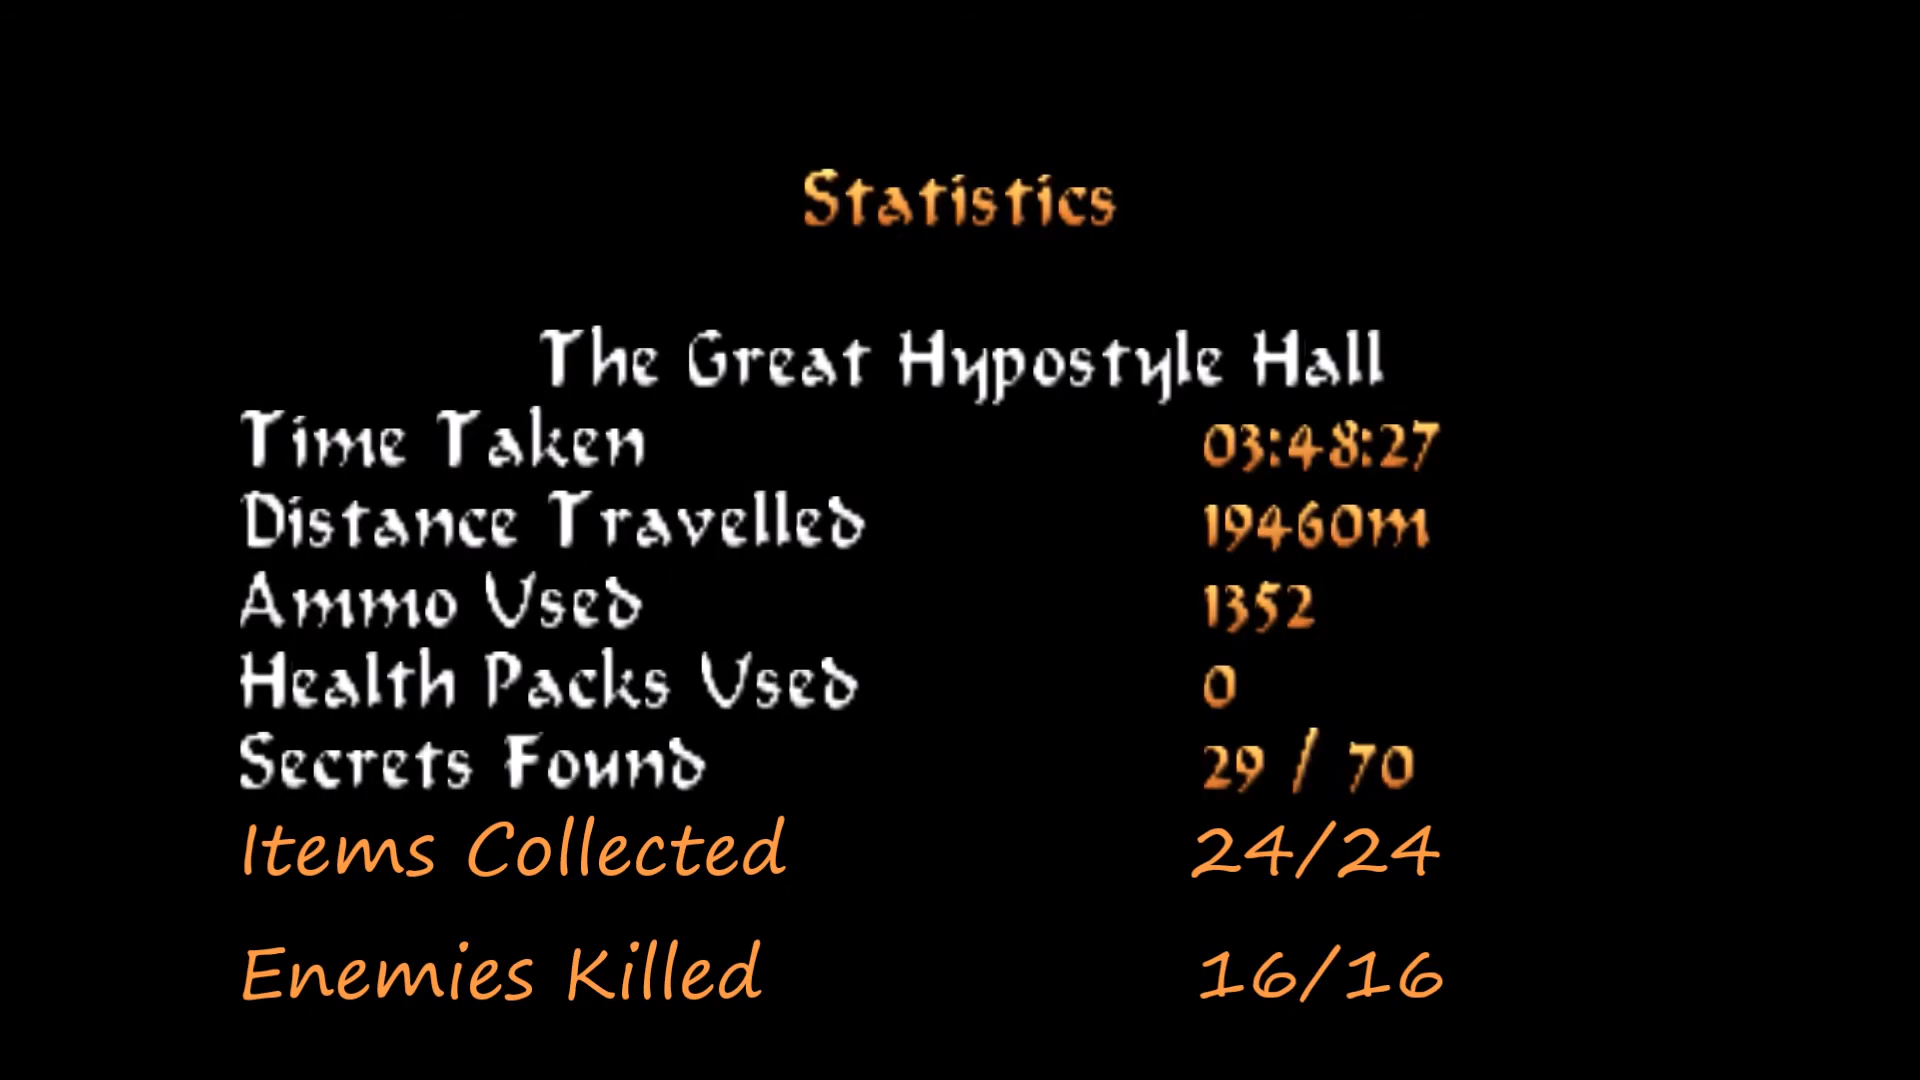 Statistics
The Great Hypostyle Hall
Time Taken 03:48:27
Distance Travelled 19460m
Ammo Used 1352
Health Packs Used 0
Secrets Found 29 / 70
Items Collected 24/24
Enemies Killed 16/16